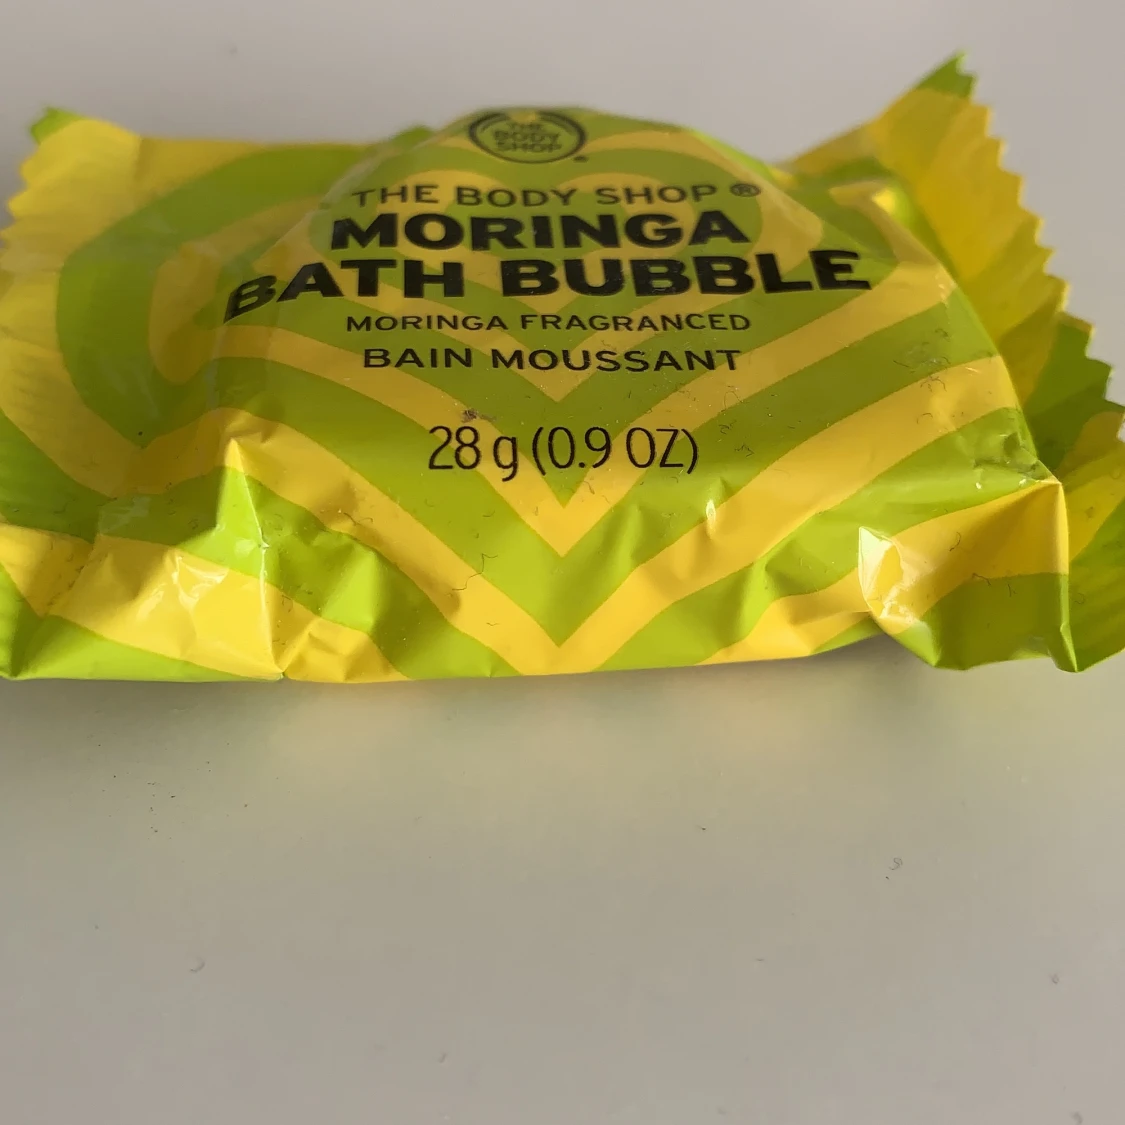 THE
BODY
SHOP
THE BODY SHOP ®
MORINGA
BATH BUBBLE
MORINGA FRAGRANCED
BAIN MOUSSANT
28 g (0.9 OZ)